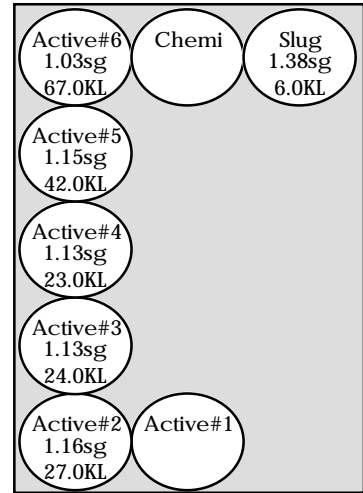 Active#6
1.03sg
67.0KL
Chemi
Slug
1.38sg
6.0KL
Active#5
1.15sg
42.0KL
Active#4
1.13sg
23.0KL
Active#3
1.13sg
24.0KL
Active#2
1.16sg
27.0KL
Active#1